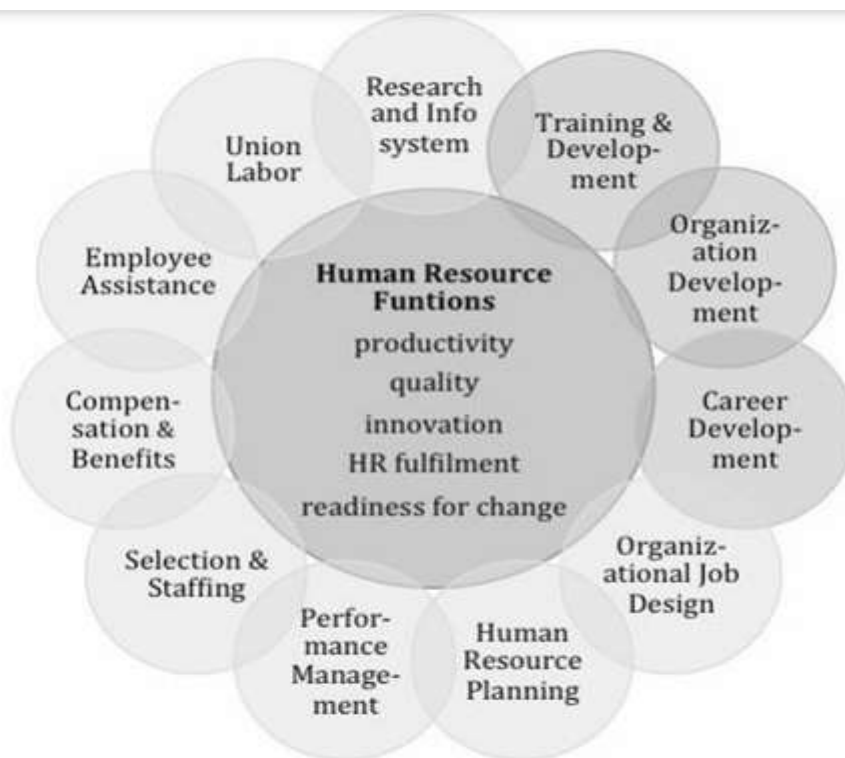 Research
and Info
system
Training &
Develop-
ment
Organiz-
ation
Develop-
ment
Career
Develop-
ment
Organiz-
ational Job
Design
Human
Resource
Planning
Perfor-
mance
Manage-
ment
Selection &
Staffing
Compen-
sation &
Benefits
Employee
Assistance
Union
Labor
Human Resource
Funtions
productivity
quality
innovation
HR fulfilment
readiness for change